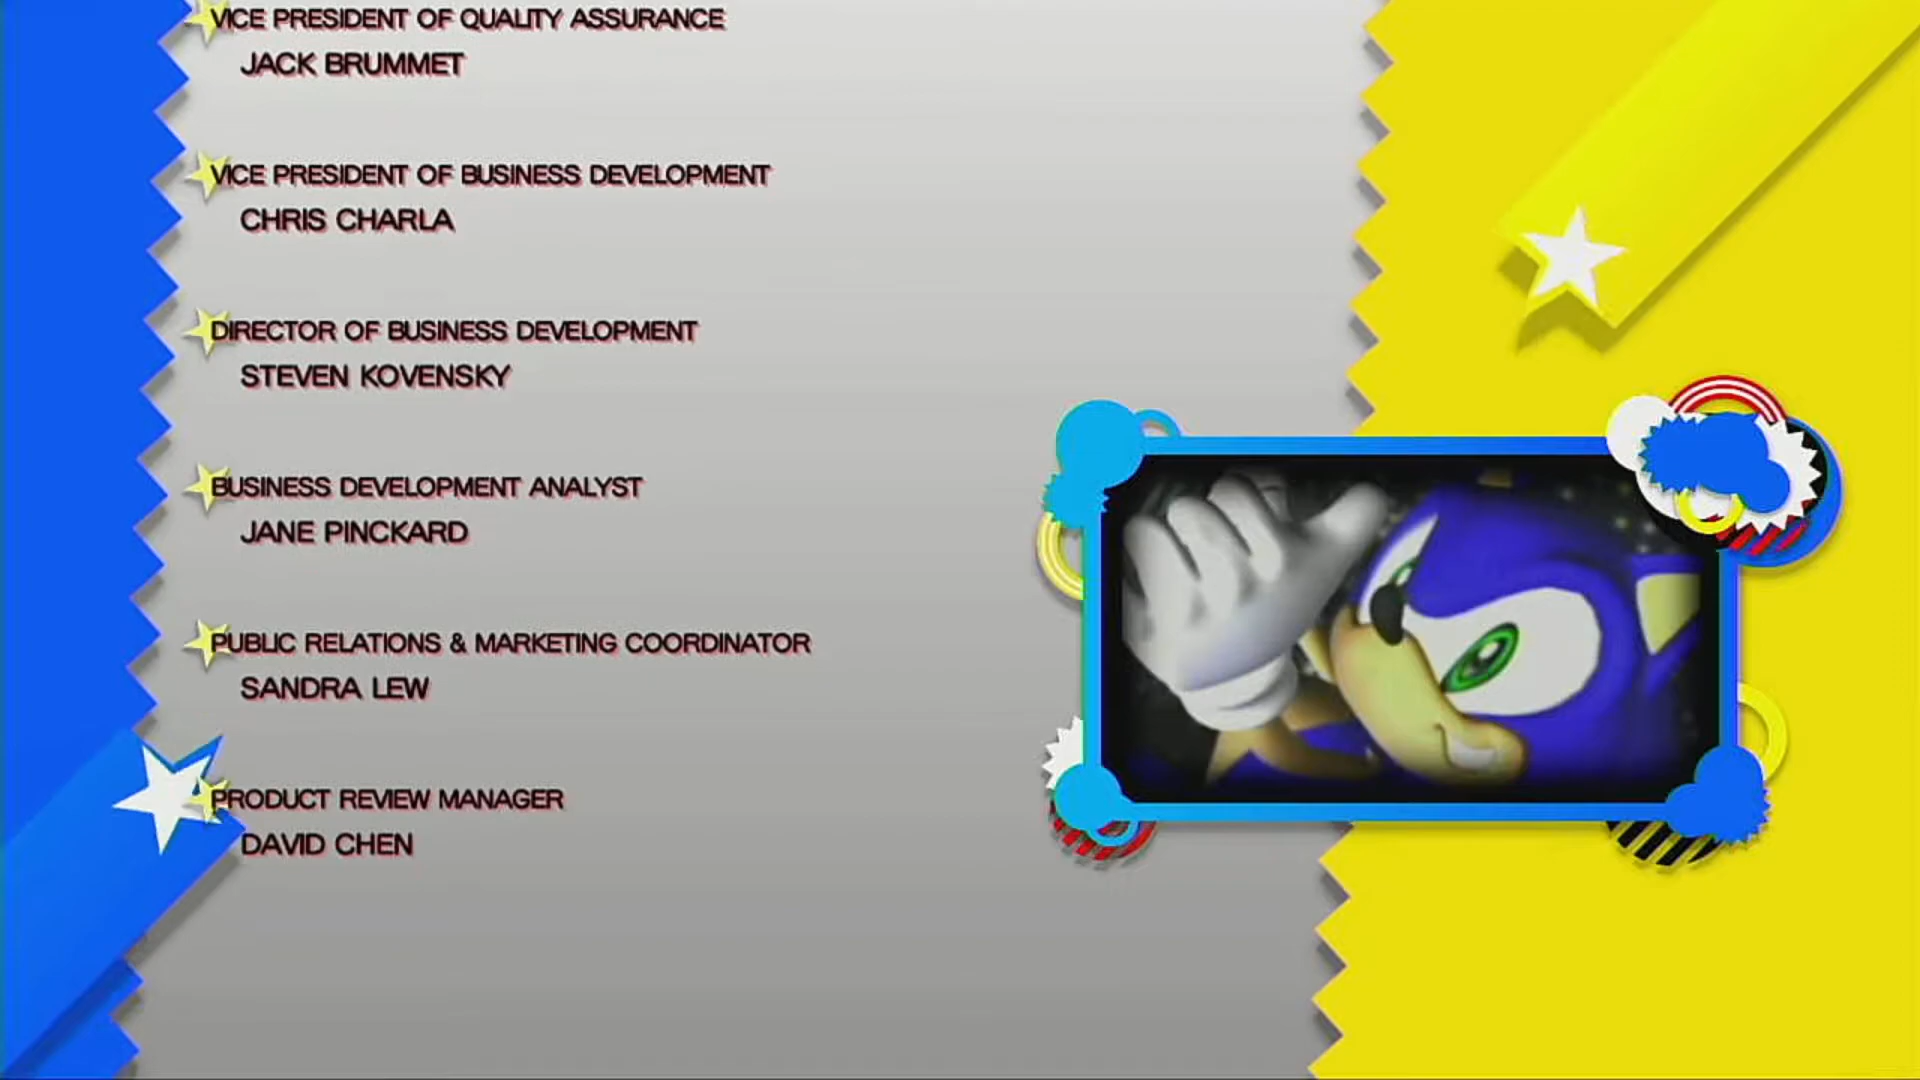 VICE PRESIDENT OF QUALITY ASSURANCE
JACK BRUMMET
VICE PRESIDENT OF BUSINESS DEVELOPMENT
CHRIS CHARLA
DIRECTOR OF BUSINESS DEVELOPMENT
STEVEN KOVENSKY
BUSINESS DEVELOPMENT ANALYST
JANE PINCKARD
PUBLIC RELATIONS & MARKETING COORDINATOR
SANDRA LEW
PRODUCT REVIEW MANAGER
DAVID CHEN